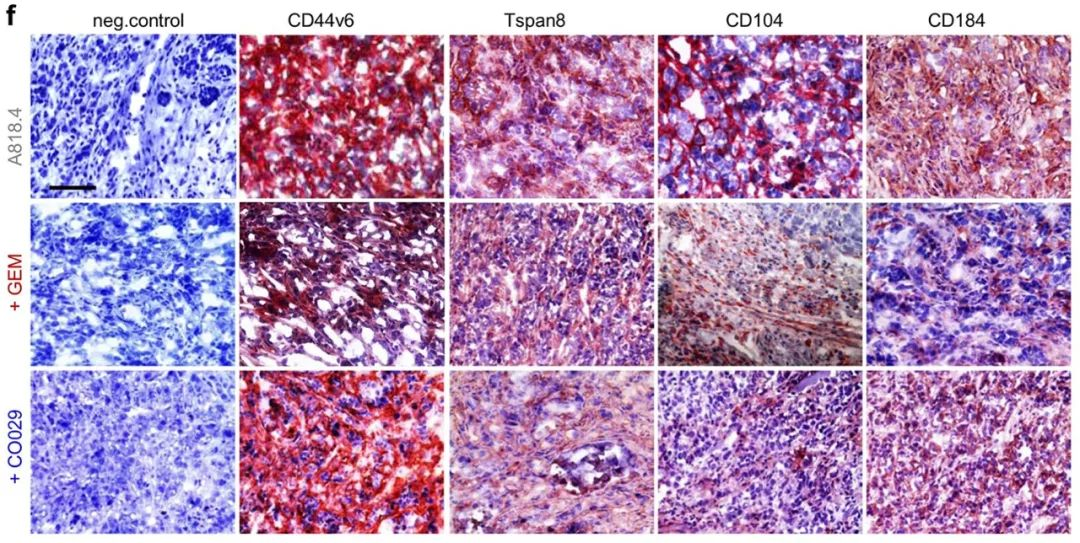 f
neg.control CD44v6 Tspan8 CD104 CD184
A818.4
+ GEM
+ CO029